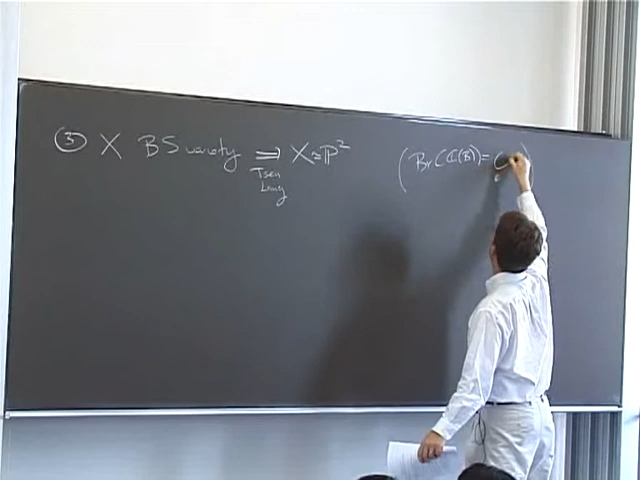 ③ X BS variety ⟹ X ≃ ℙ² (Br(ℂ(B)) = 0)
Tsen
Lang